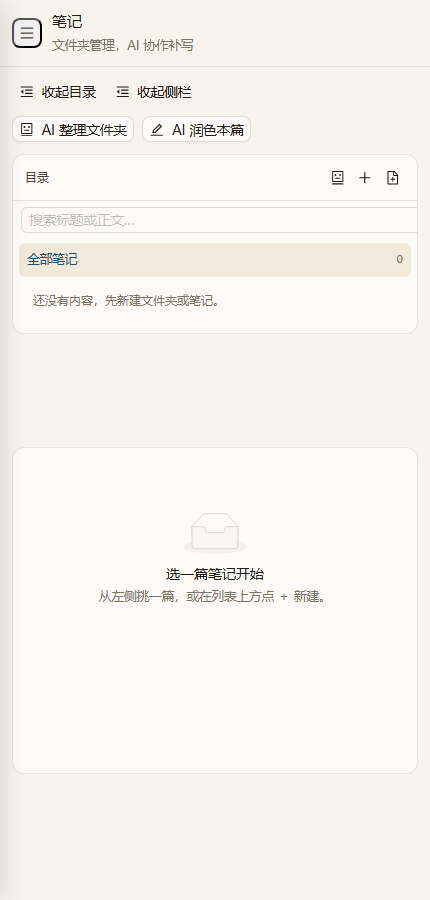 笔记
文件夹管理，AI 协作补写
收起目录 收起侧栏
AI 整理文件夹 AI 润色本篇
目录
搜索标题或正文...
全部笔记 0
还没有内容，先新建文件夹或笔记。
选一篇笔记开始
从左侧挑一篇，或在列表上方点 + 新建。